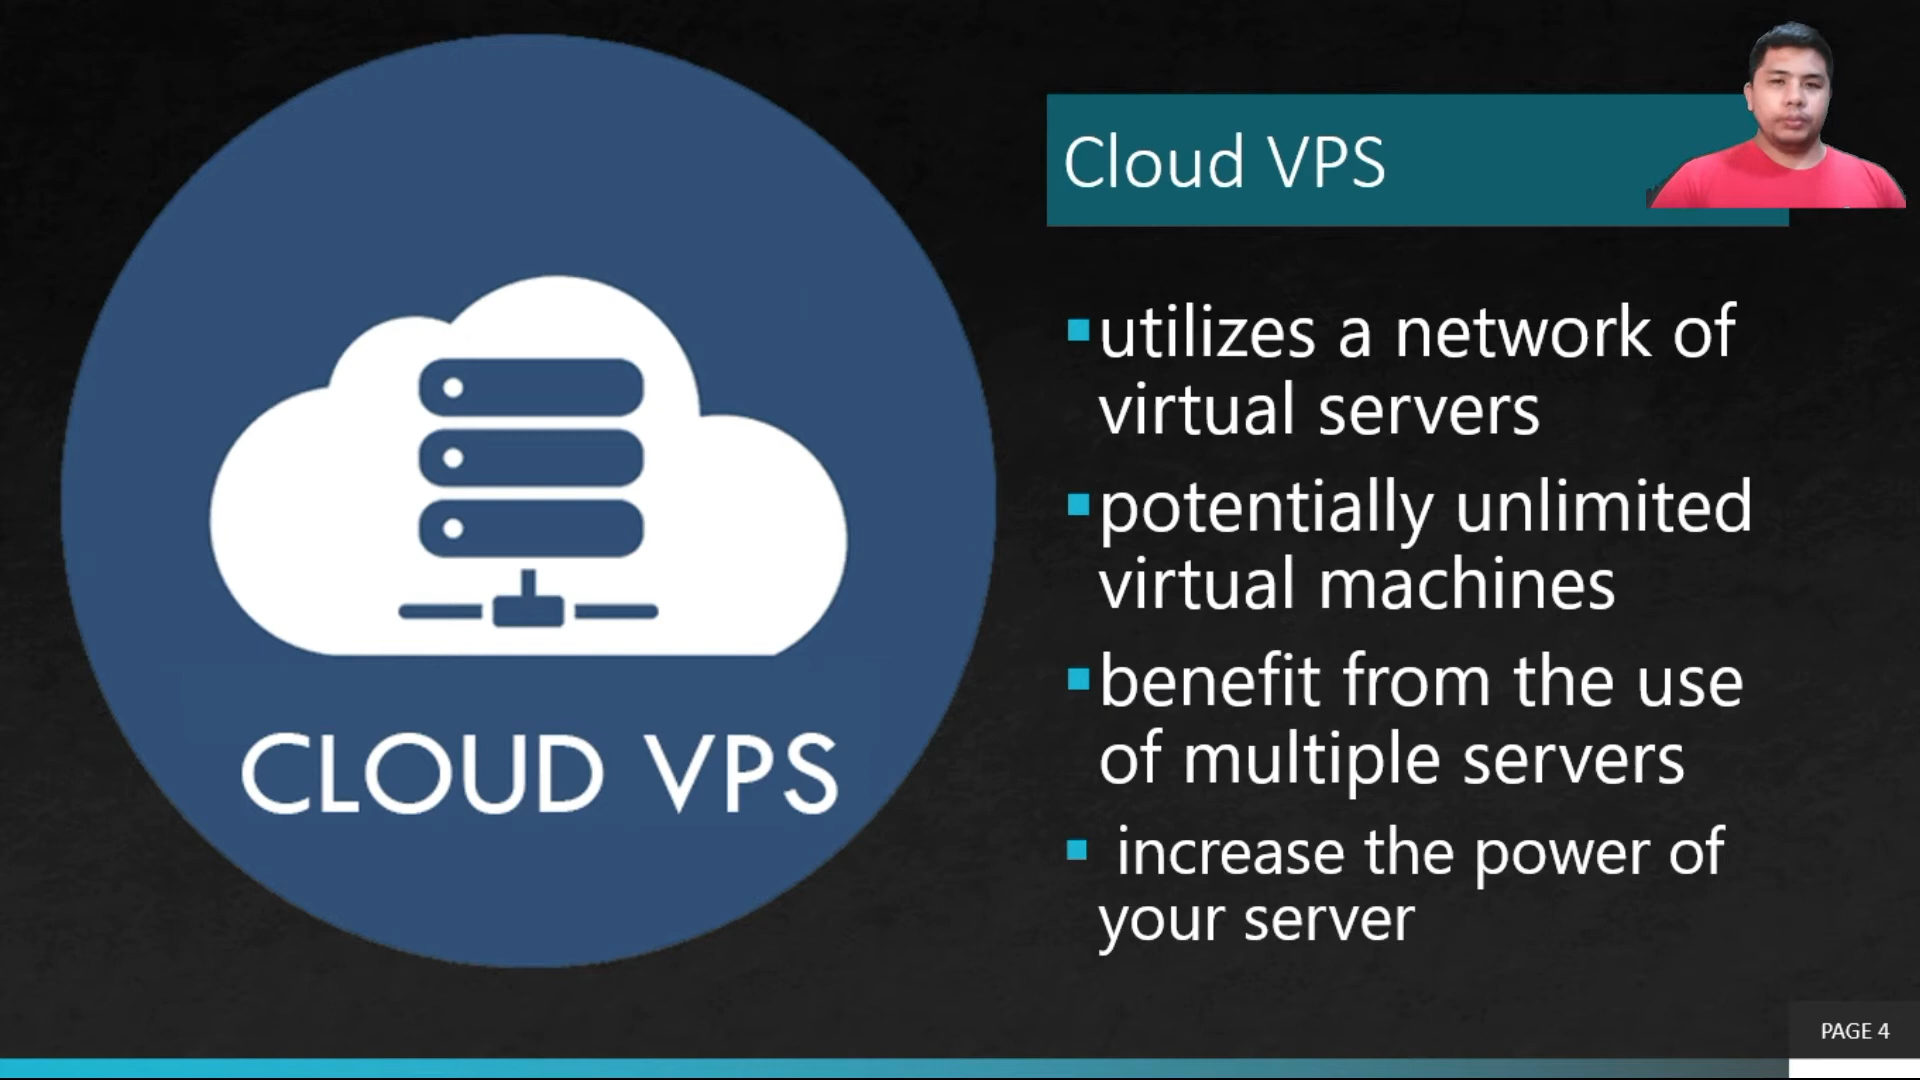 Cloud VPS
utilizes a network of
virtual servers
potentially unlimited
virtual machines
benefit from the use
of multiple servers
increase the power of
your server
CLOUD VPS
PAGE 4